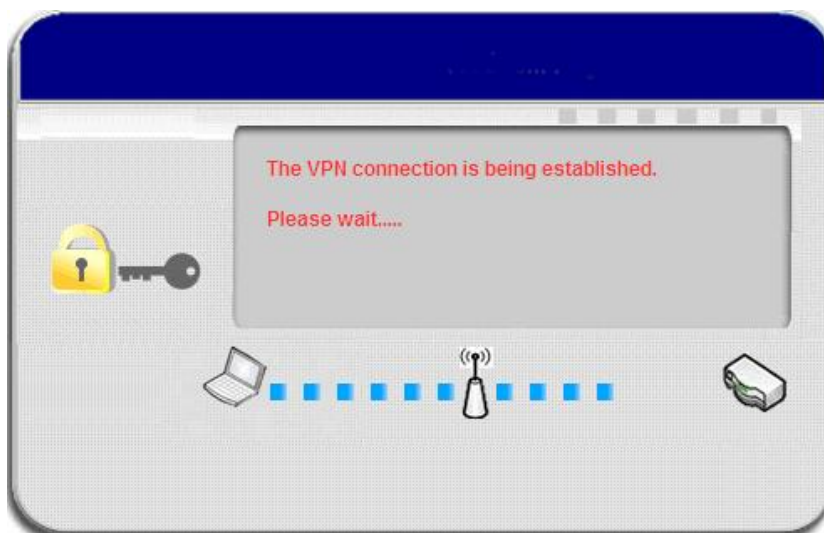 The VPN connection is being established.
Please wait.....